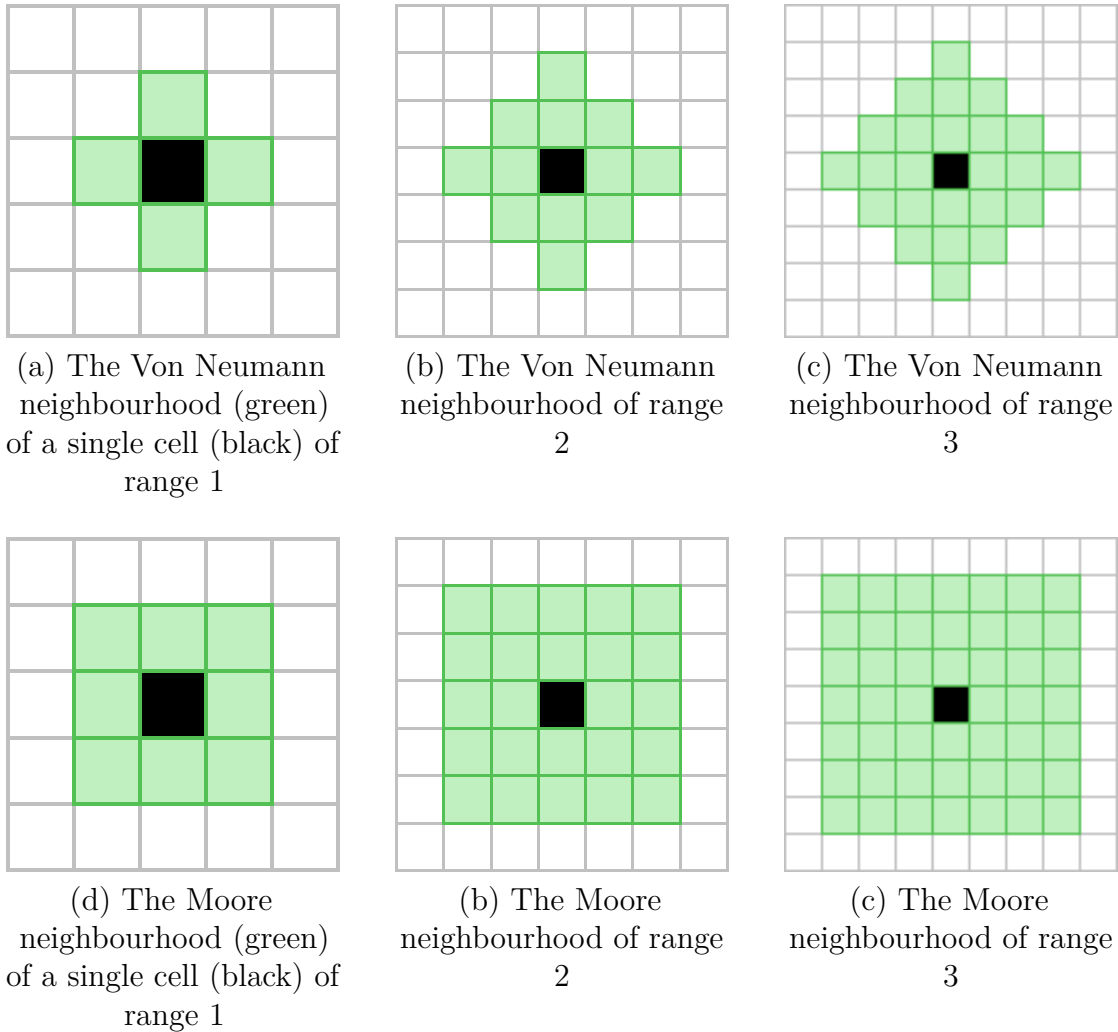 (a) The Von Neumann
neighbourhood (green)
of a single cell (black) of
range 1
(b) The Von Neumann
neighbourhood of range
2
(c) The Von Neumann
neighbourhood of range
3
(d) The Moore
neighbourhood (green)
of a single cell (black) of
range 1
(b) The Moore
neighbourhood of range
2
(c) The Moore
neighbourhood of range
3